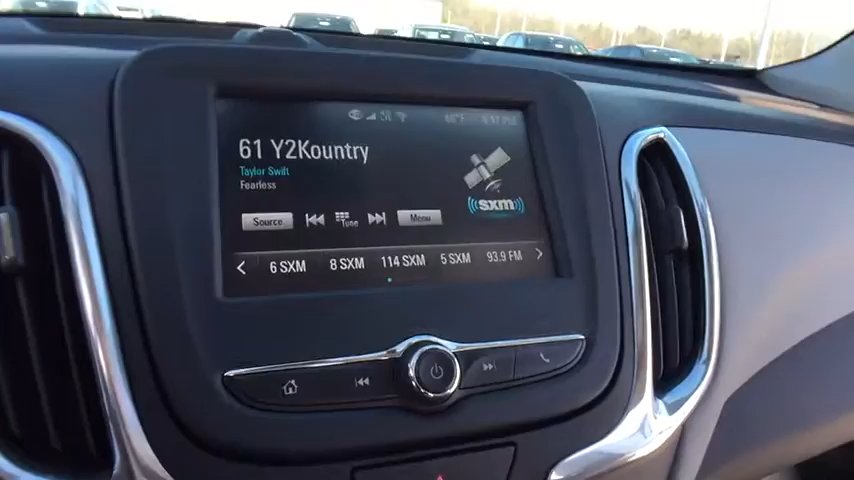 61 Y2Kountry
Taylor Swift
Fearless
sxm
Source
Tune
Menu
6 SXM 8 SXM 114 SXM 5 SXM 93.9 FM